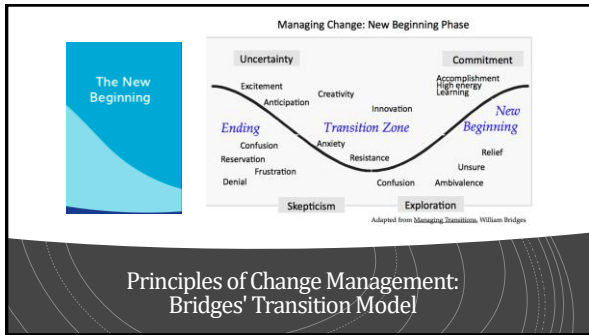 Managing Change: New Beginning Phase
The New
Beginning
Uncertainty
Commitment
Excitement
Anticipation
Creativity
Innovation
Accomplishment
High energy
Learning
Ending
Transition Zone
New
Beginning
Confusion
Reservation
Frustration
Denial
Anxiety
Resistance
Confusion
Relief
Unsure
Ambivalence
Skepticism
Exploration
Adapted from Managing Transitions, William Bridges
Principles of Change Management:
Bridges' Transition Model